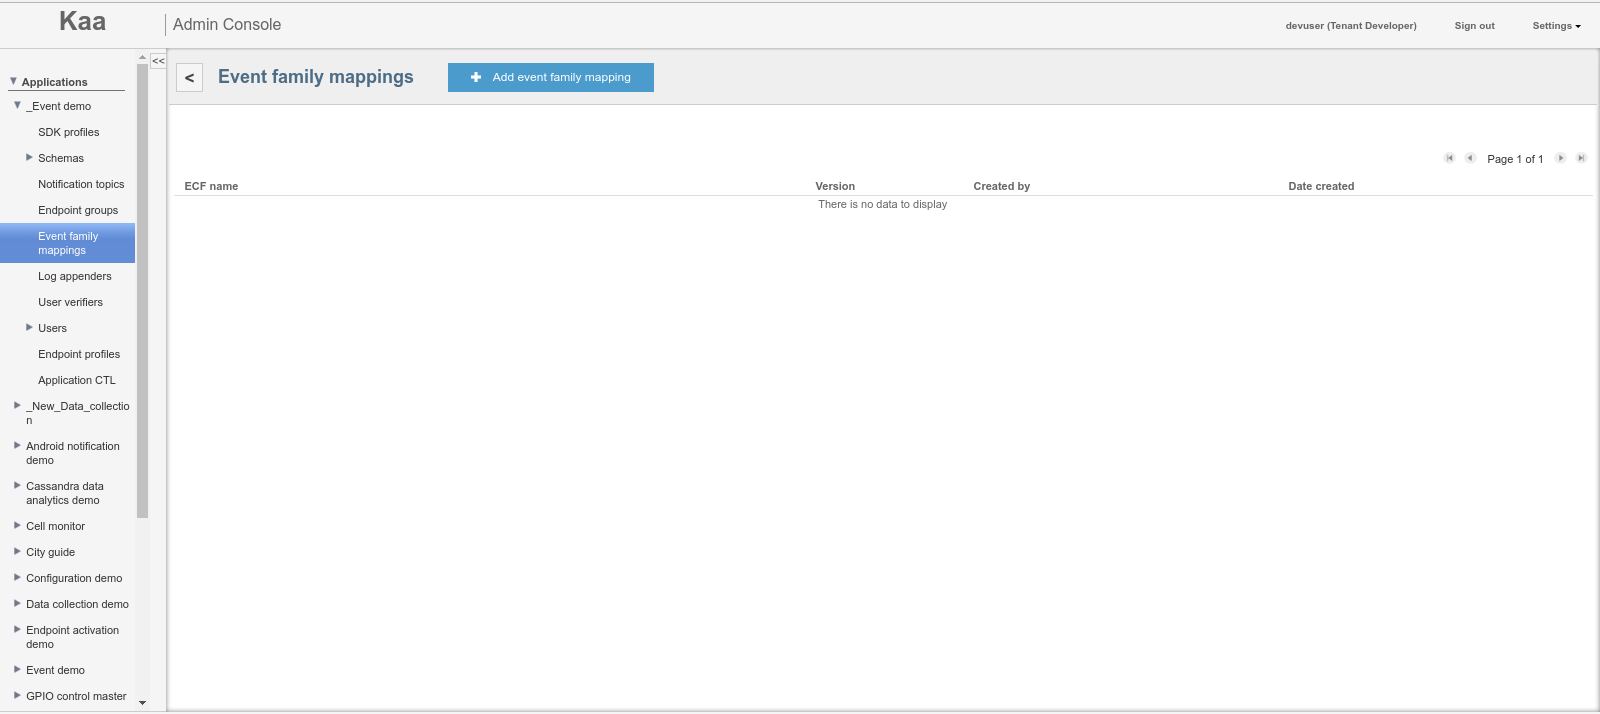 Kaa
Admin Console
devuser (Tenant Developer)
Sign out
Settings
<<
Applications
_Event demo
SDK profiles
Schemas
Notification topics
Endpoint groups
Event family
mappings
Log appenders
User verifiers
Users
Endpoint profiles
Application CTL
_New_Data_collectio
n
Android notification
demo
Cassandra data
analytics demo
Cell monitor
City guide
Configuration demo
Data collection demo
Endpoint activation
demo
Event demo
GPIO control master
<
Event family mappings
Add event family mapping
Page 1 of 1
ECF name
Version
Created by
Date created
There is no data to display